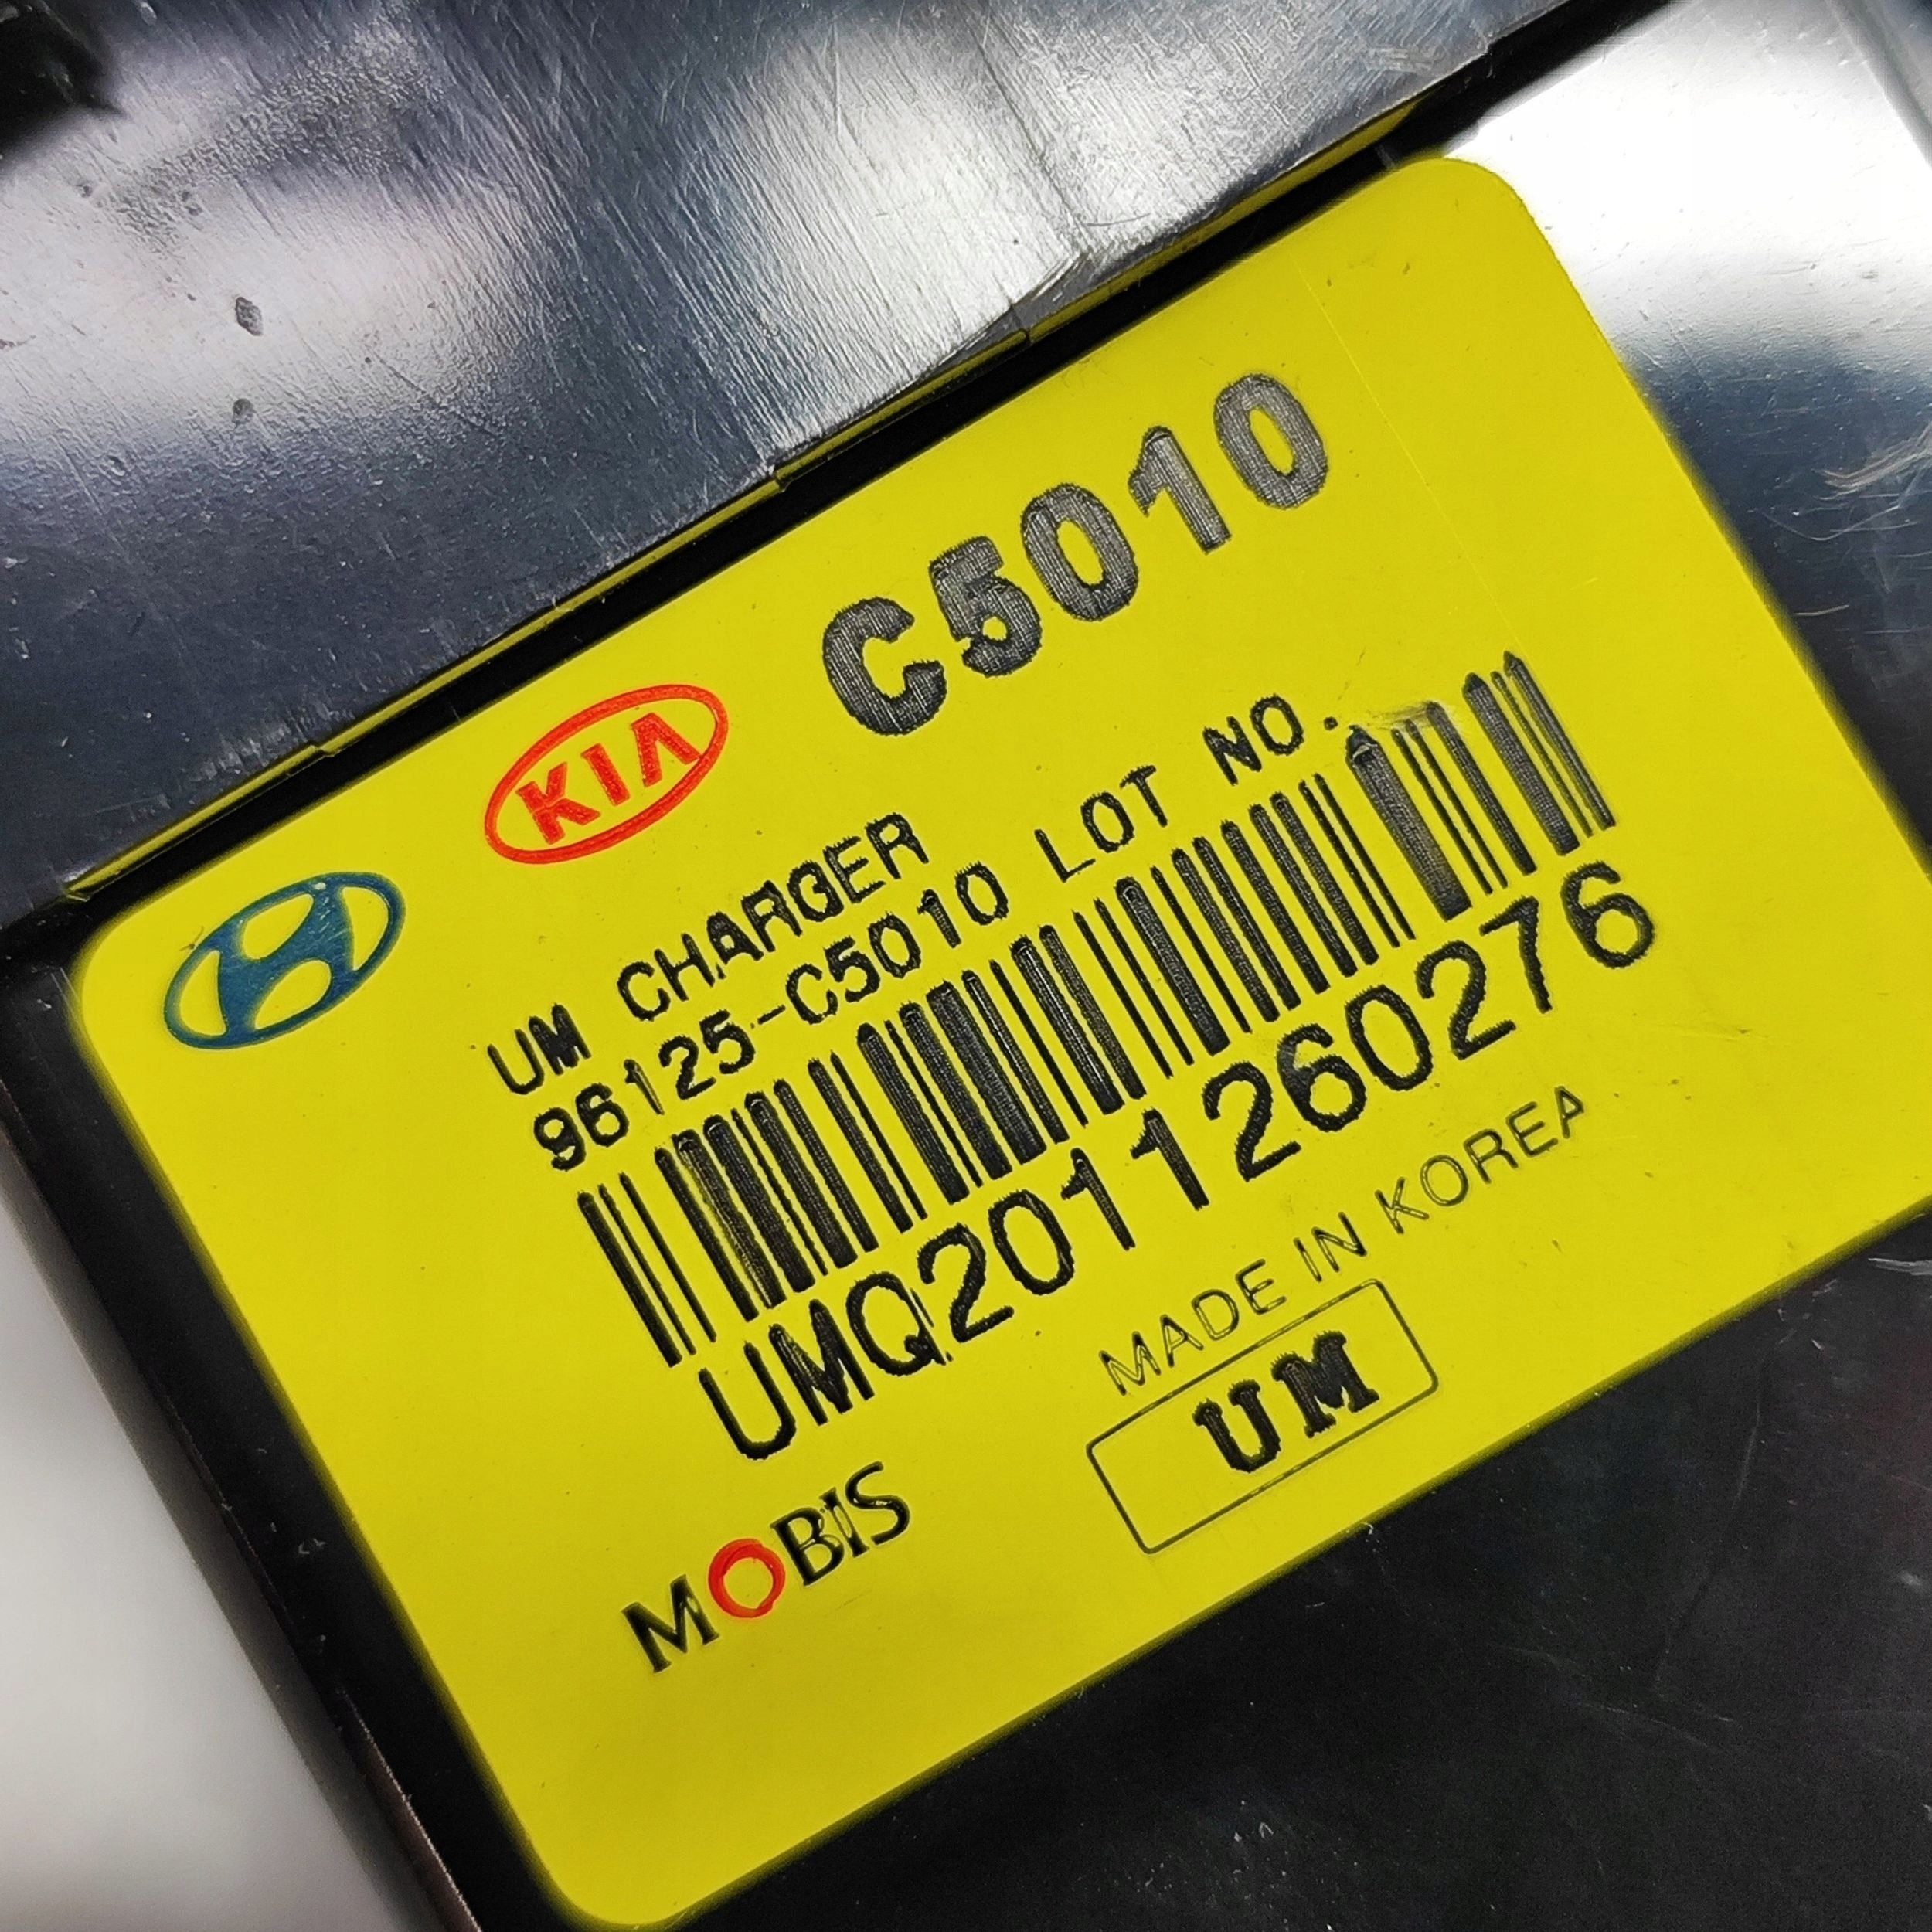 KIA C5010
UM CHARGER
96125-C5010 LOT NO.
UMQ2011260276
MADE IN KOREA
MOBIS
UM